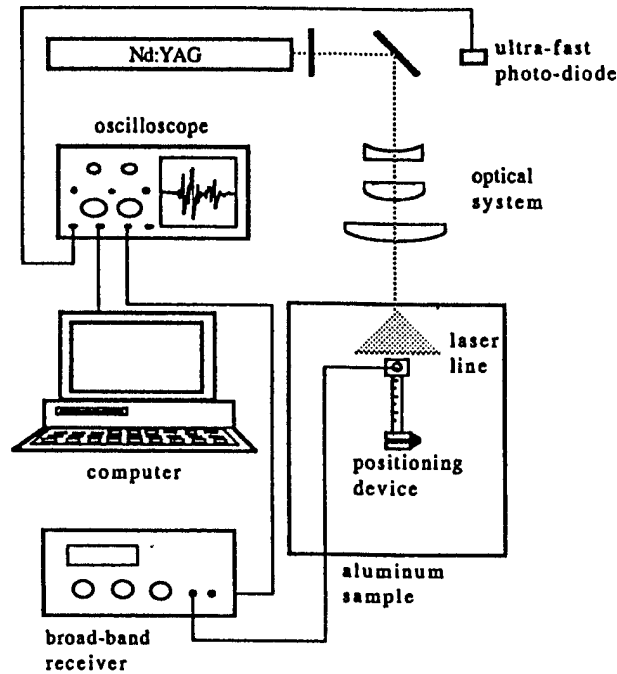 Nd:YAG
ultra-fast
photo-diode
oscilloscope
optical
system
laser
line
computer
positioning
device
aluminum
sample
broad-band
receiver